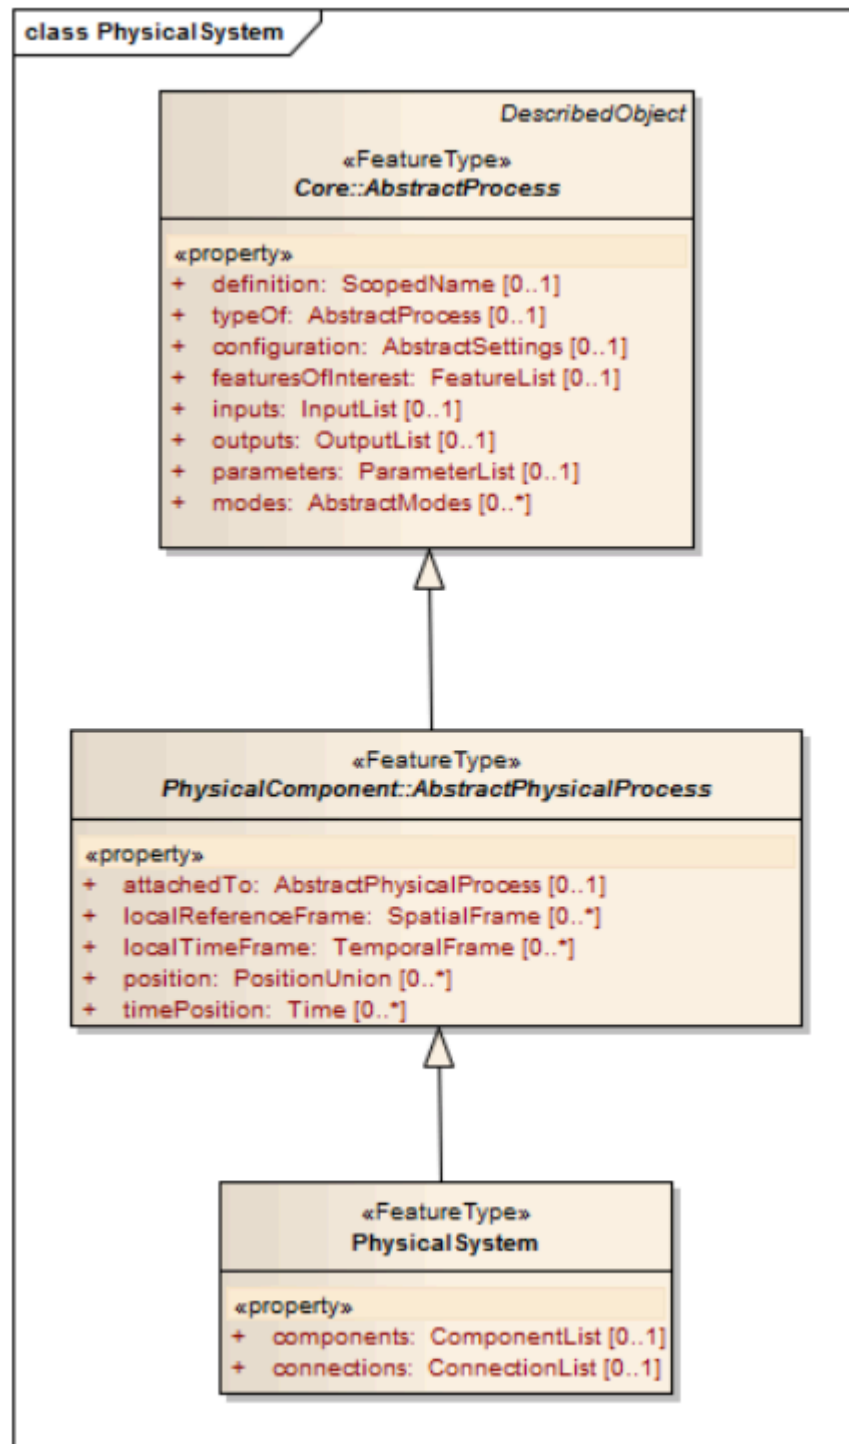 class PhysicalSystem
DescribedObject
«FeatureType»
Core::AbstractProcess
«property»
+ definition: ScopedName [0..1]
+ typeOf: AbstractProcess [0..1]
+ configuration: AbstractSettings [0..1]
+ featuresOfInterest: FeatureList [0..1]
+ inputs: InputList [0..1]
+ outputs: OutputList [0..1]
+ parameters: ParameterList [0..1]
+ modes: AbstractModes [0..*]
«FeatureType»
PhysicalComponent::AbstractPhysicalProcess
«property»
+ attachedTo: AbstractPhysicalProcess [0..1]
+ localReferenceFrame: SpatialFrame [0..*]
+ localTimeFrame: TemporalFrame [0..*]
+ position: PositionUnion [0..*]
+ timePosition: Time [0..*]
«FeatureType»
PhysicalSystem
«property»
+ components: ComponentList [0..1]
+ connections: ConnectionList [0..1]